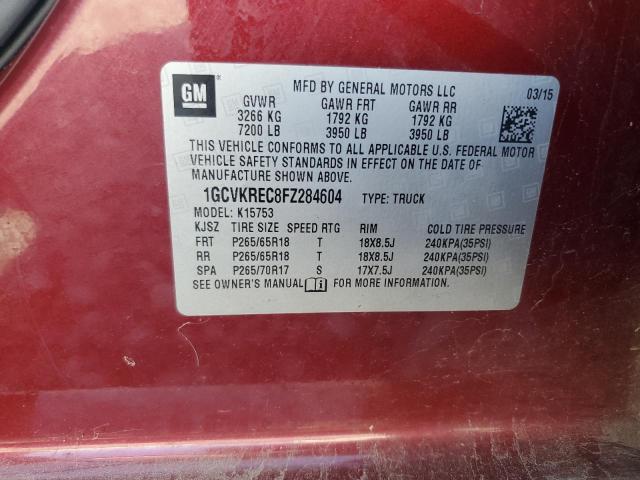 GM ® MFD BY GENERAL MOTORS LLC 03/15
GVWR GAWR FRT GAWR RR
3266 KG 1792 KG 1792 KG
7200 LB 3950 LB 3950 LB
THIS VEHICLE CONFORMS TO ALL APPLICABLE U.S. FEDERAL MOTOR
VEHICLE SAFETY STANDARDS IN EFFECT ON THE DATE OF
MANUFACTURE SHOWN ABOVE.
1GCVKREC8FZ284604 TYPE: TRUCK
MODEL: K15753
KJSZ TIRE SIZE SPEED RTG RIM COLD TIRE PRESSURE
FRT P265/65R18 T 18X8.5J 240KPA(35PSI)
RR P265/65R18 T 18X8.5J 240KPA(35PSI)
SPA P265/70R17 S 17X7.5J 240KPA(35PSI)
SEE OWNER'S MANUAL FOR MORE INFORMATION.